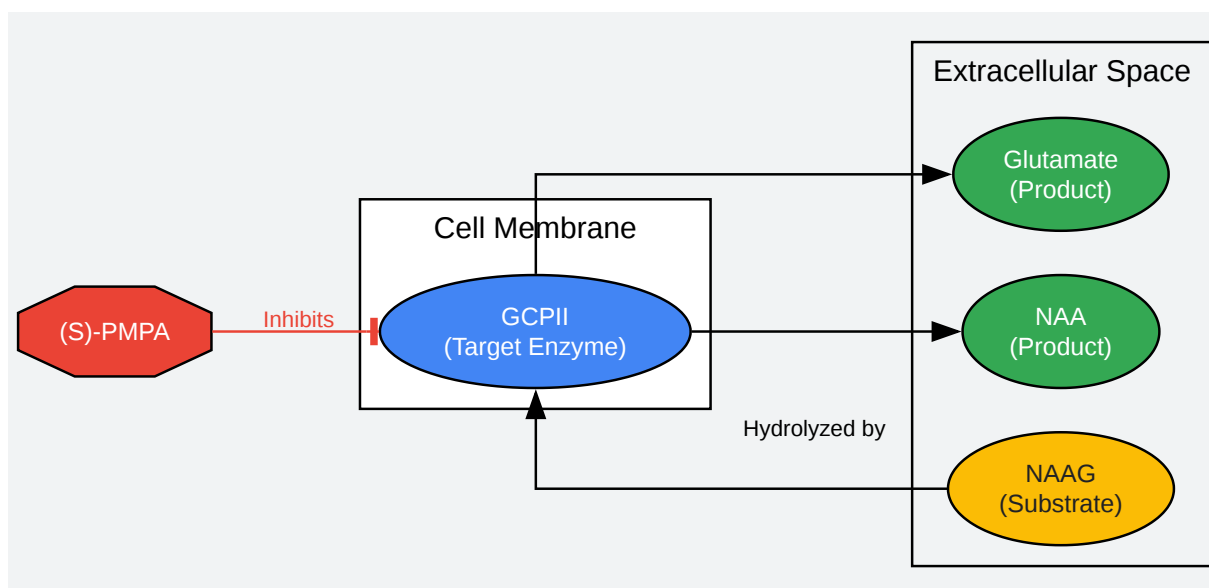 Extracellular Space
Glutamate
(Product)
Cell Membrane
(S)-PMPA
Inhibits
GCPII
(Target Enzyme)
NAA
(Product)
Hydrolyzed by
NAAG
(Substrate)